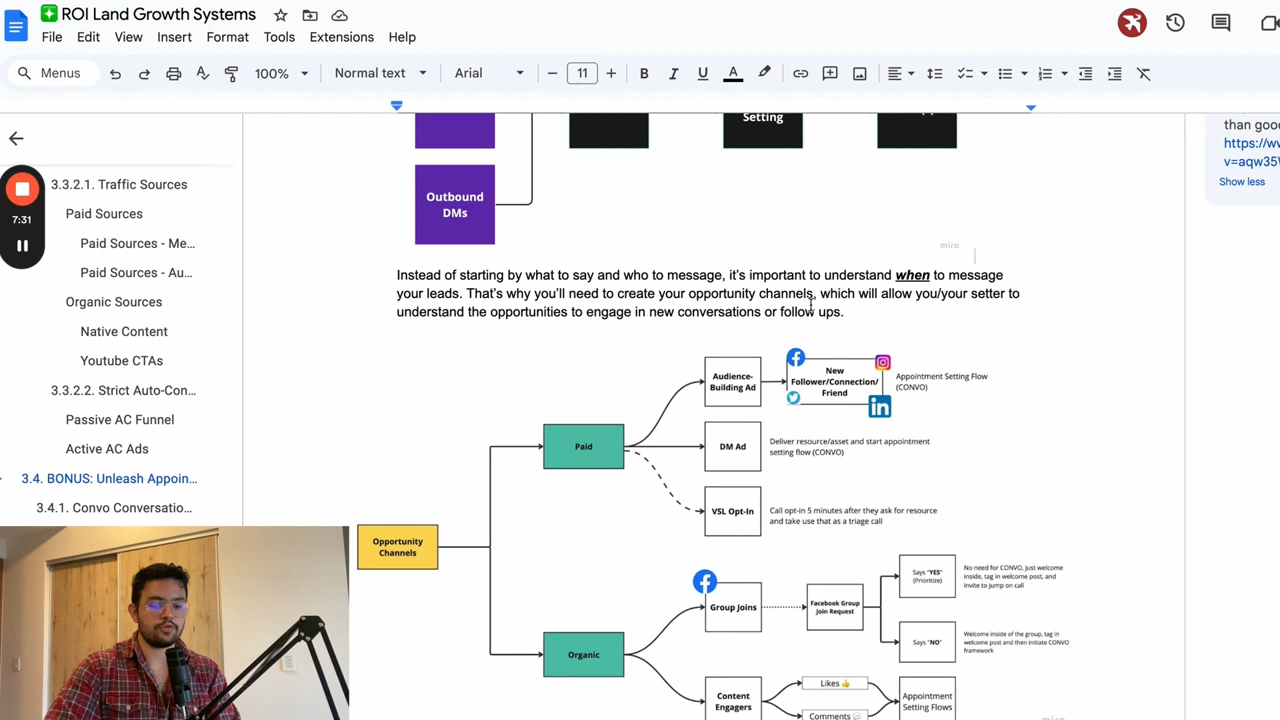 ROI Land Growth Systems
File Edit View Insert Format Tools Extensions Help
Menus 100% Normal text Arial 11
7:31
3.3.2.1. Traffic Sources
Paid Sources
Paid Sources - Me...
Paid Sources - Au...
Organic Sources
Native Content
Youtube CTAs
3.3.2.2. Strict Auto-Con...
Passive AC Funnel
Active AC Ads
3.4. BONUS: Unleash Appoin...
3.4.1. Convo Conversatio...
Setting
Outbound
DMs
miro
than good
https://ww
v=aqw35
Show less
Instead of starting by what to say and who to message, it's important to understand when to message
your leads. That's why you'll need to create your opportunity channels, which will allow you/your setter to
understand the opportunities to engage in new conversations or follow ups.
Opportunity
Channels
Paid
Audience-
Building Ad
New
Follower/Connection/
Friend
Appointment Setting Flow
(CONVO)
DM Ad
Deliver resource/asset and start appointment
setting flow (CONVO)
VSL Opt-In
Call opt-in 5 minutes after they ask for resource
and take use that as a triage call
Organic
Group Joins
Facebook Group
Join Request
Says "YES"
(Prioritize)
No need for CONVO, just welcome
inside, tag in welcome post, and
invite to jump on call
Says "NO"
Welcome inside of the group, tag in
welcome post and then initiate CONVO
framework
Content
Engagers
Likes 👍
Comments 💬
Appointment
Setting Flows
miro